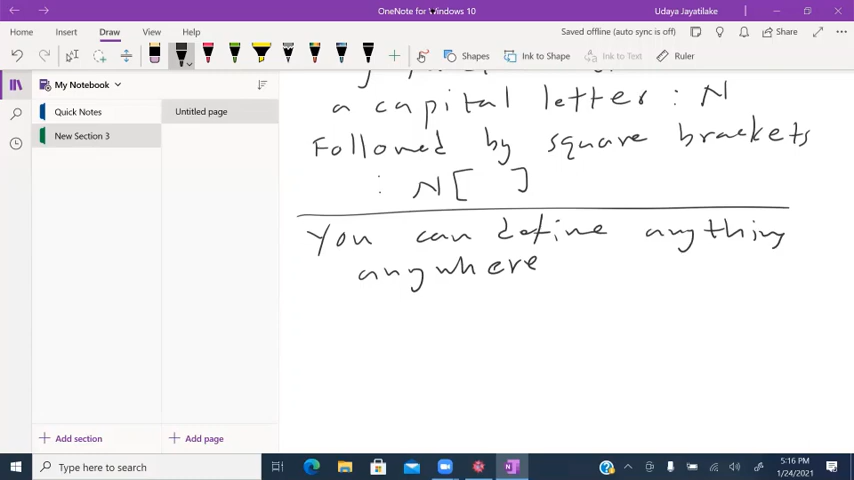 OneNote for Windows 10
Udaya Jayatilake
Home Insert Draw View Help Saved offline (auto sync is off) Share
Shapes Ink to Shape Ink to Text Ruler
My Notebook
Quick Notes
New Section 3
Untitled page
a capital letter : N
Followed by square brackets
: N[ ]
You can define anything
anywhere
+ Add section + Add page
Type here to search
5:16 PM
1/24/2021